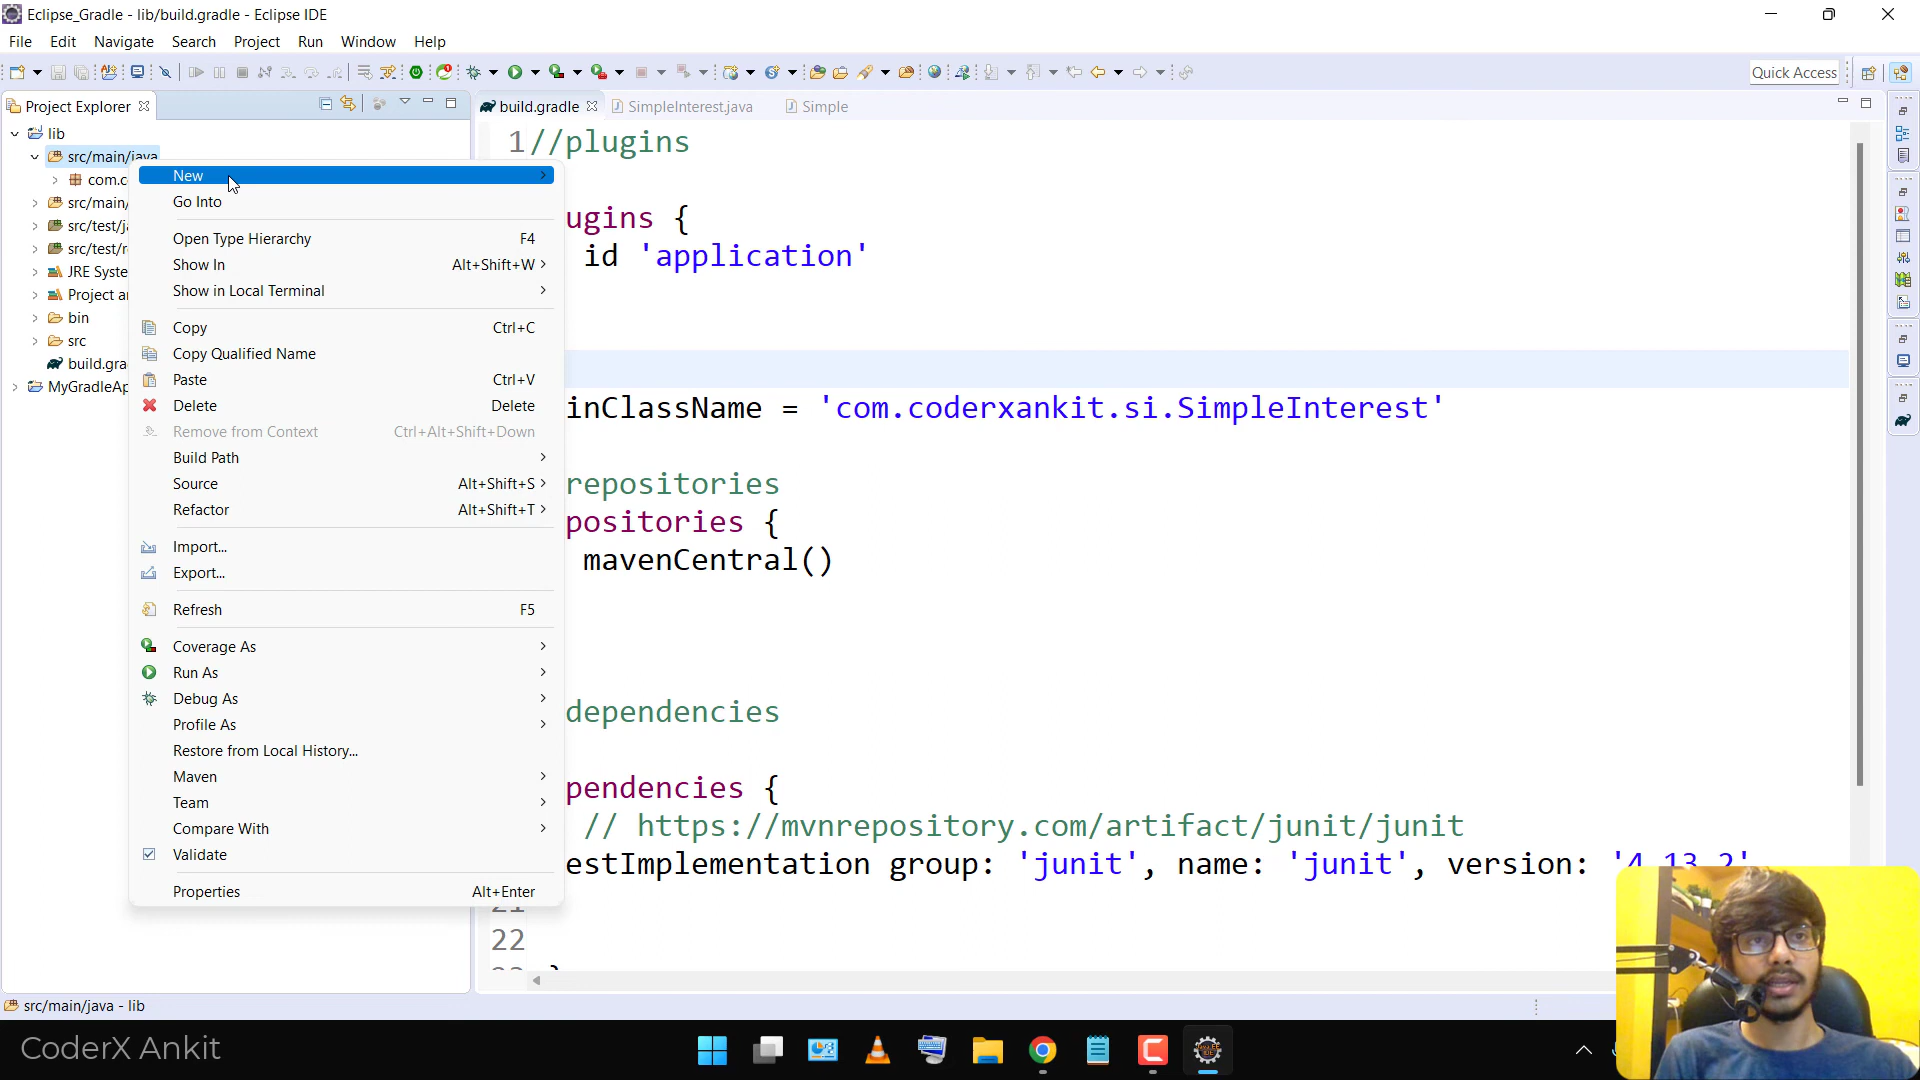 Eclipse_Gradle - lib/build.gradle - Eclipse IDE
File Edit Navigate Search Project Run Window Help
Quick Access
Project Explorer
build.gradle
SimpleInterest.java
Simple
lib
src/main/java
com.c
src/main/
src/test/j
src/test/r
JRE Syste
Project a
bin
src
build.gra
MyGradleAp
New
Go Into
Open Type Hierarchy F4
Show In Alt+Shift+W
Show in Local Terminal
Copy Ctrl+C
Copy Qualified Name
Paste Ctrl+V
Delete Delete
Remove from Context Ctrl+Alt+Shift+Down
Build Path
Source Alt+Shift+S
Refactor Alt+Shift+T
Import...
Export...
Refresh F5
Coverage As
Run As
Debug As
Profile As
Restore from Local History...
Maven
Team
Compare With
Validate
Properties Alt+Enter
1 //plugins
ugins {
id 'application'
inClassName = 'com.coderxankit.si.SimpleInterest'
repositories
positories {
mavenCentral()
dependencies
pendencies {
// https://mvnrepository.com/artifact/junit/junit
estImplementation group: 'junit', name: 'junit', version: '4.13.2'
21
22
src/main/java - lib
CoderX Ankit